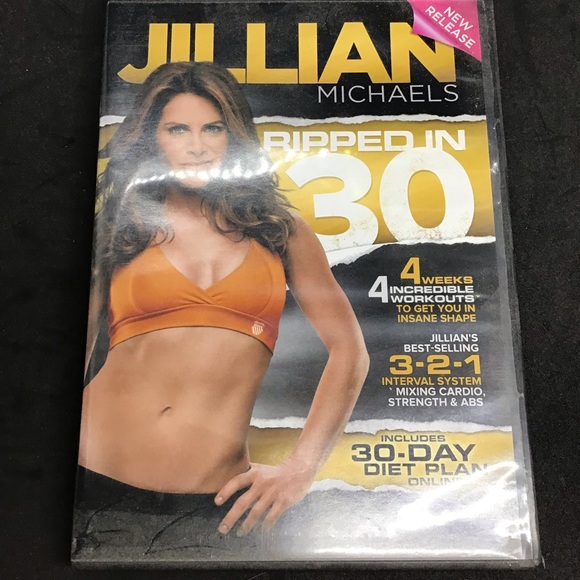 NEW
RELEASE
JILLIAN
MICHAELS
RIPPED IN
30
4 WEEKS
4 INCREDIBLE
WORKOUTS
TO GET YOU IN
INSANE SHAPE
JILLIAN'S
BEST-SELLING
3-2-1
INTERVAL SYSTEM
MIXING CARDIO,
STRENGTH & ABS
INCLUDES
30-DAY
DIET PLAN
ONLINE